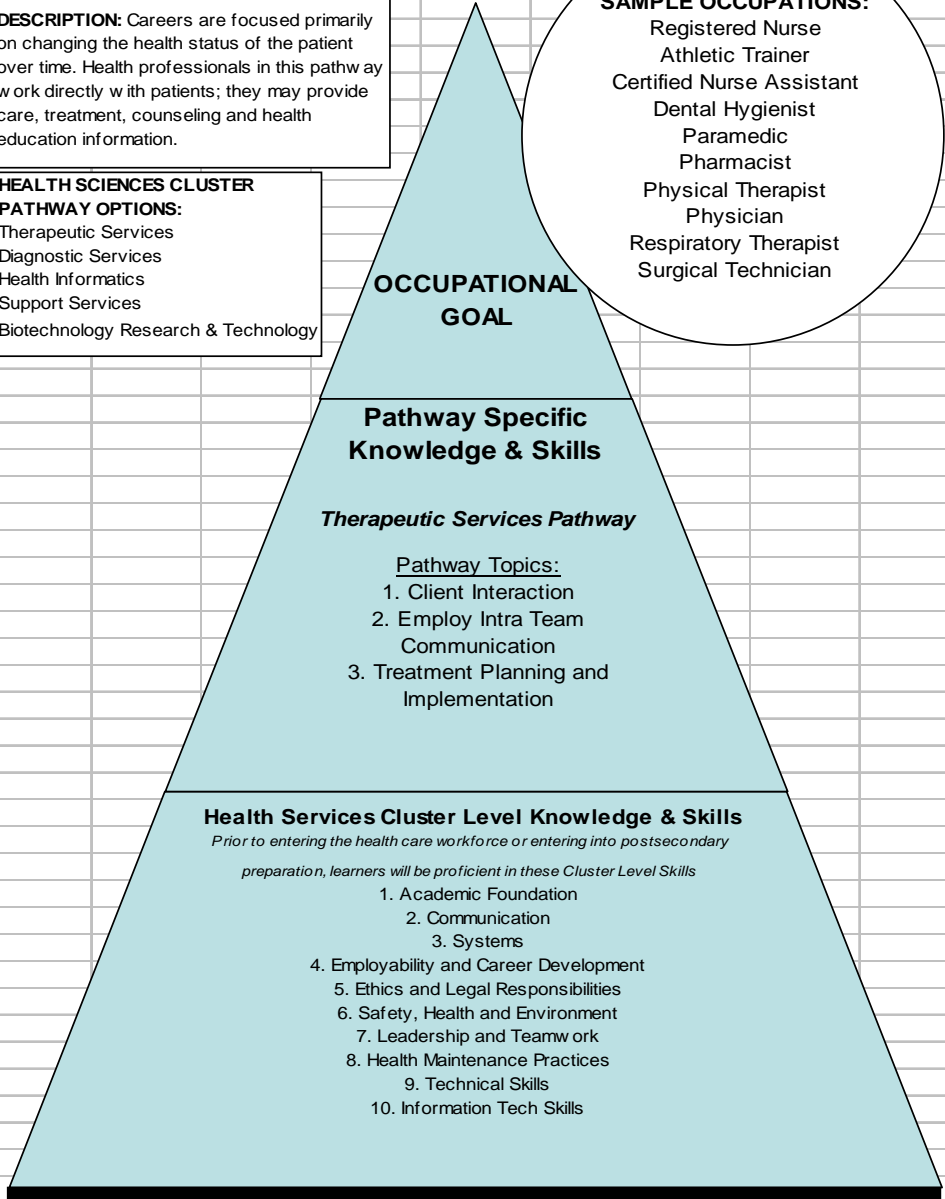 DESCRIPTION: Careers are focused primarily
on changing the health status of the patient
over time. Health professionals in this pathway
work directly with patients; they may provide
care, treatment, counseling and health
education information.
HEALTH SCIENCES CLUSTER
PATHWAY OPTIONS:
Therapeutic Services
Diagnostic Services
Health Informatics
Support Services
Biotechnology Research & Technology
SAMPLE OCCUPATIONS:
Registered Nurse
Athletic Trainer
Certified Nurse Assistant
Dental Hygienist
Paramedic
Pharmacist
Physical Therapist
Physician
Respiratory Therapist
Surgical Technician
OCCUPATIONAL
GOAL
Pathway Specific
Knowledge & Skills
Therapeutic Services Pathway
Pathway Topics:
1. Client Interaction
2. Employ Intra Team
Communication
3. Treatment Planning and
Implementation
Health Services Cluster Level Knowledge & Skills
Prior to entering the health care workforce or entering into postsecondary
preparation, learners will be proficient in these Cluster Level Skills
1. Academic Foundation
2. Communication
3. Systems
4. Employability and Career Development
5. Ethics and Legal Responsibilities
6. Safety, Health and Environment
7. Leadership and Teamwork
8. Health Maintenance Practices
9. Technical Skills
10. Information Tech Skills